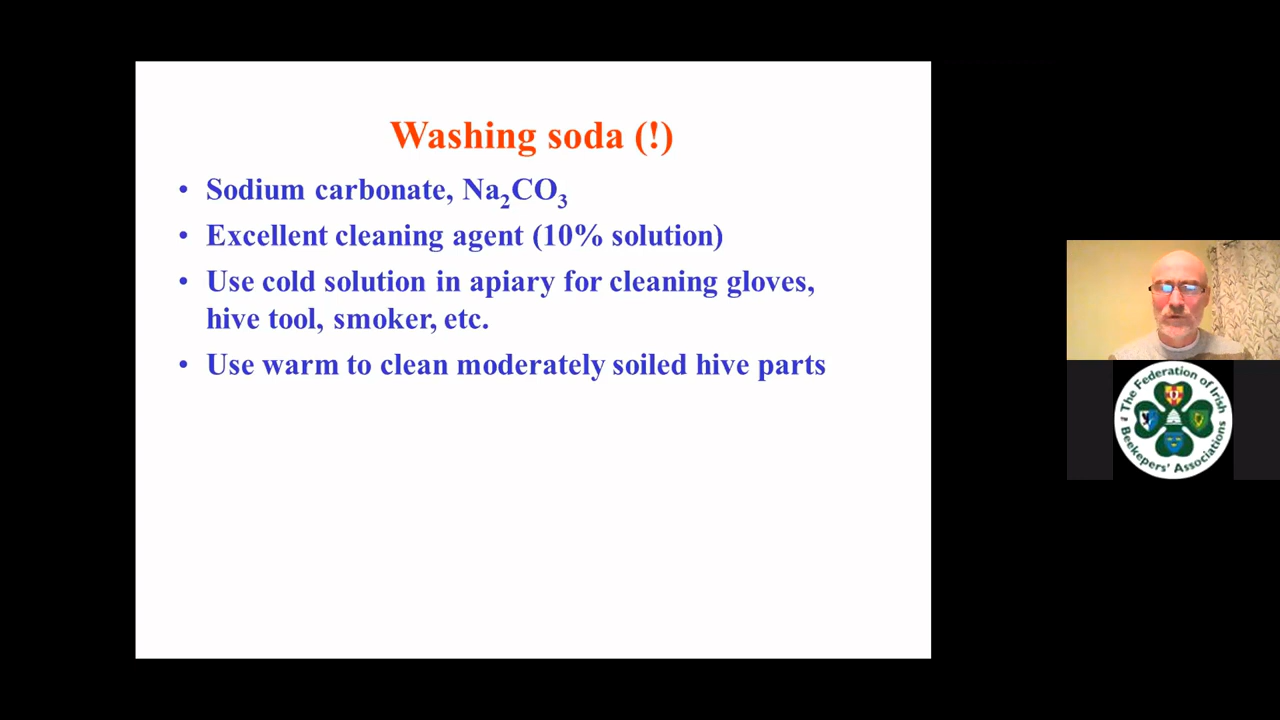 Washing soda (!)
• Sodium carbonate, Na₂CO₃
• Excellent cleaning agent (10% solution)
• Use cold solution in apiary for cleaning gloves,
hive tool, smoker, etc.
• Use warm to clean moderately soiled hive parts
The Federation of Irish
Beekeepers' Associations